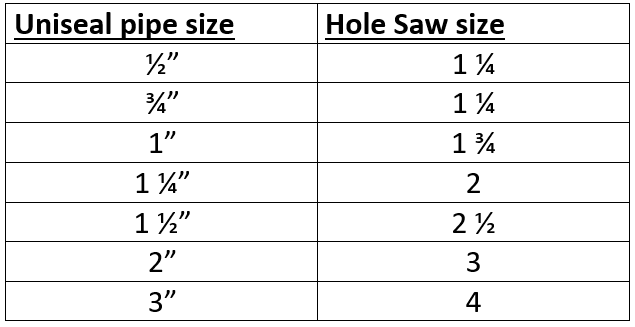 Uniseal pipe size Hole Saw size
½” 1 ¼
¾” 1 ¼
1” 1 ¾
1 ¼” 2
1 ½” 2 ½
2” 3
3” 4